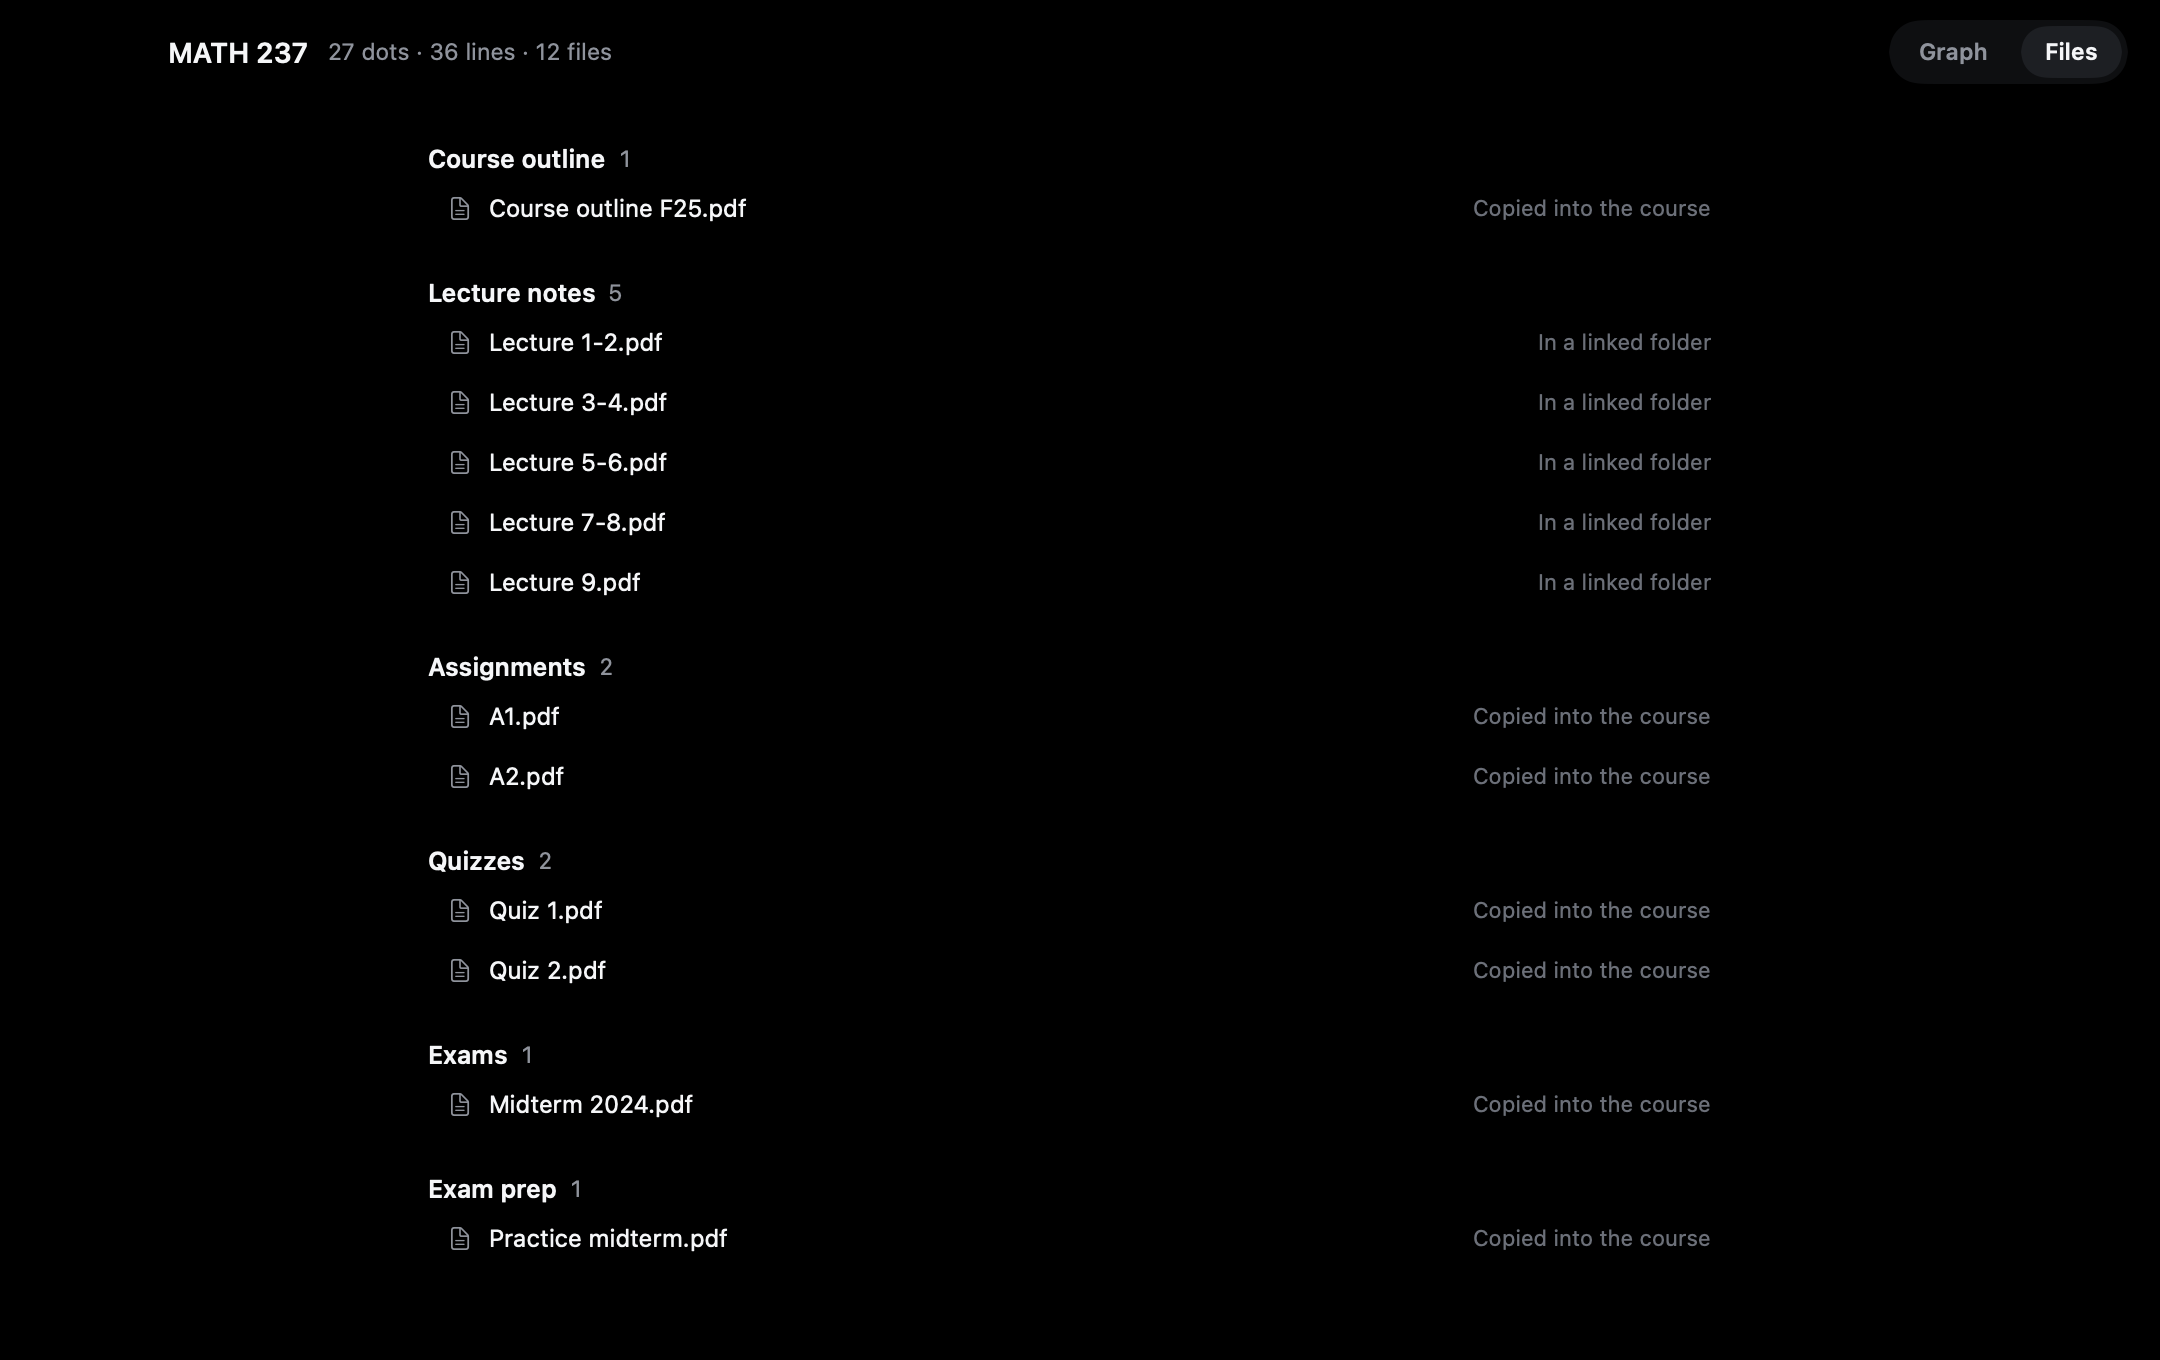 MATH 237 27 dots · 36 lines · 12 files Graph Files
Course outline 1
Course outline F25.pdf Copied into the course
Lecture notes 5
Lecture 1-2.pdf In a linked folder
Lecture 3-4.pdf In a linked folder
Lecture 5-6.pdf In a linked folder
Lecture 7-8.pdf In a linked folder
Lecture 9.pdf In a linked folder
Assignments 2
A1.pdf Copied into the course
A2.pdf Copied into the course
Quizzes 2
Quiz 1.pdf Copied into the course
Quiz 2.pdf Copied into the course
Exams 1
Midterm 2024.pdf Copied into the course
Exam prep 1
Practice midterm.pdf Copied into the course